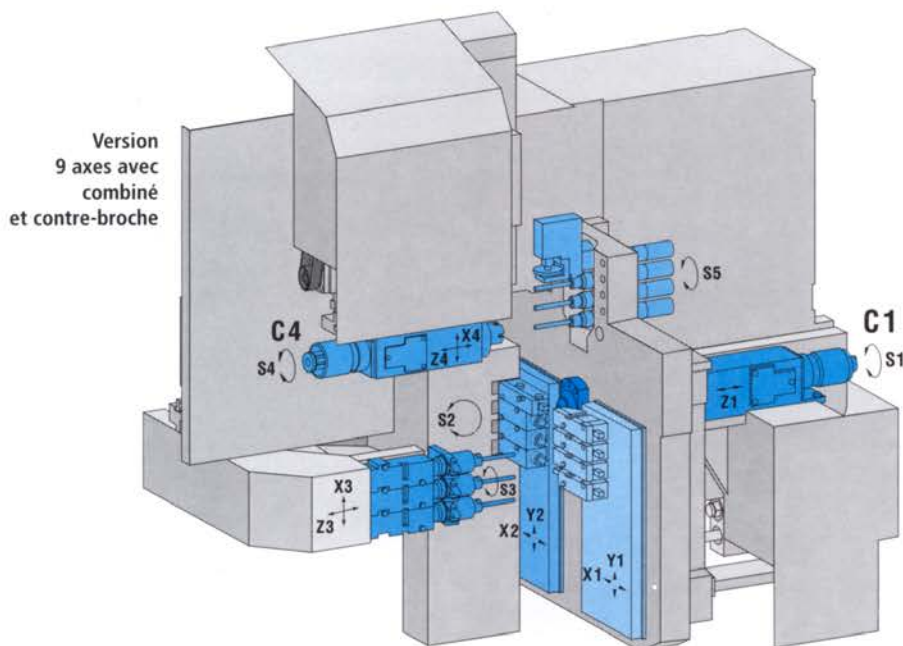 Version
9 axes avec
combiné
et contre-broche
S5
C4
C1
X4
S4
Z4
S1
Z1
S2
S3
X3
Z3
Y2
X2
Y1
X1